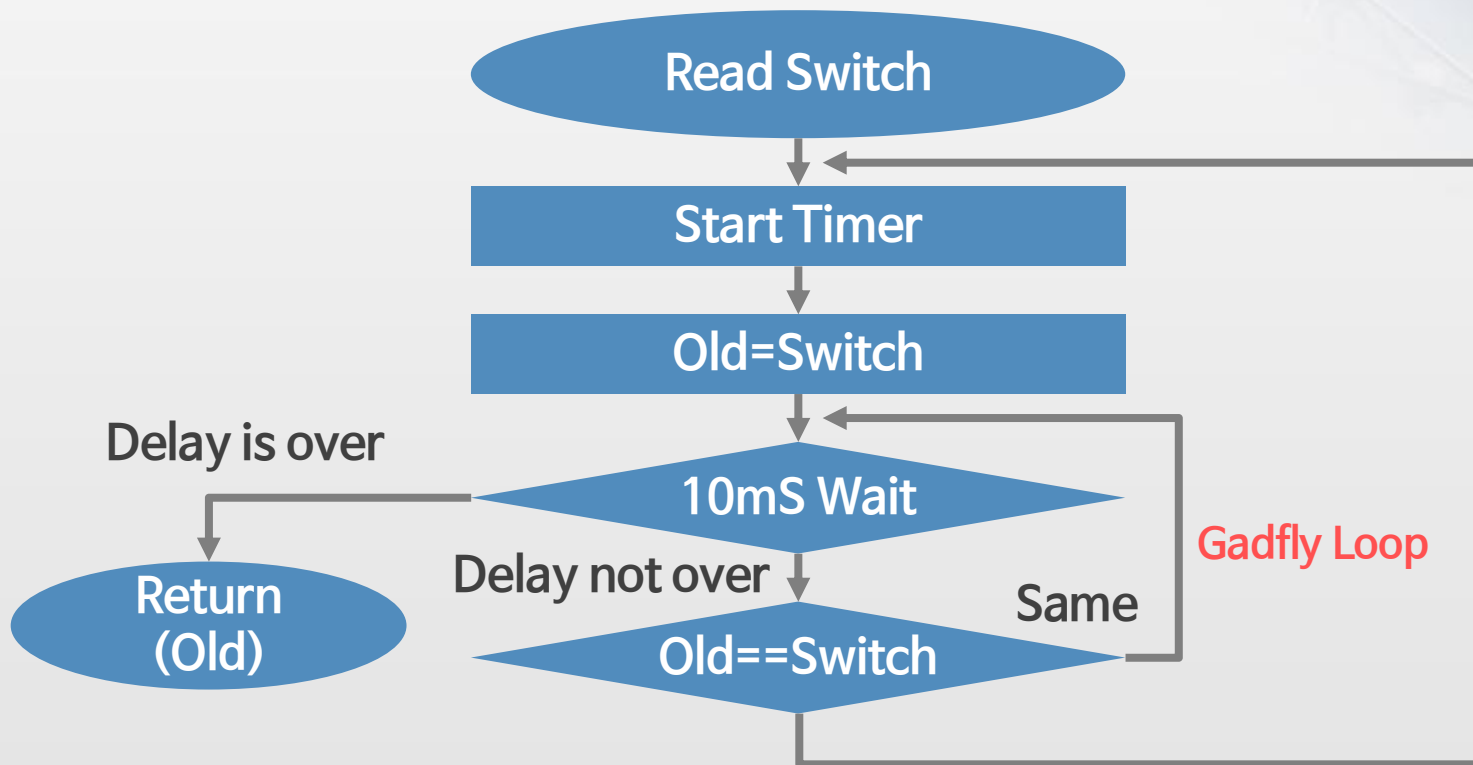 Read Switch
Start Timer
Old=Switch
Delay is over
10mS Wait
Gadfly Loop
Delay not over
Return
(Old)
Same
Old==Switch